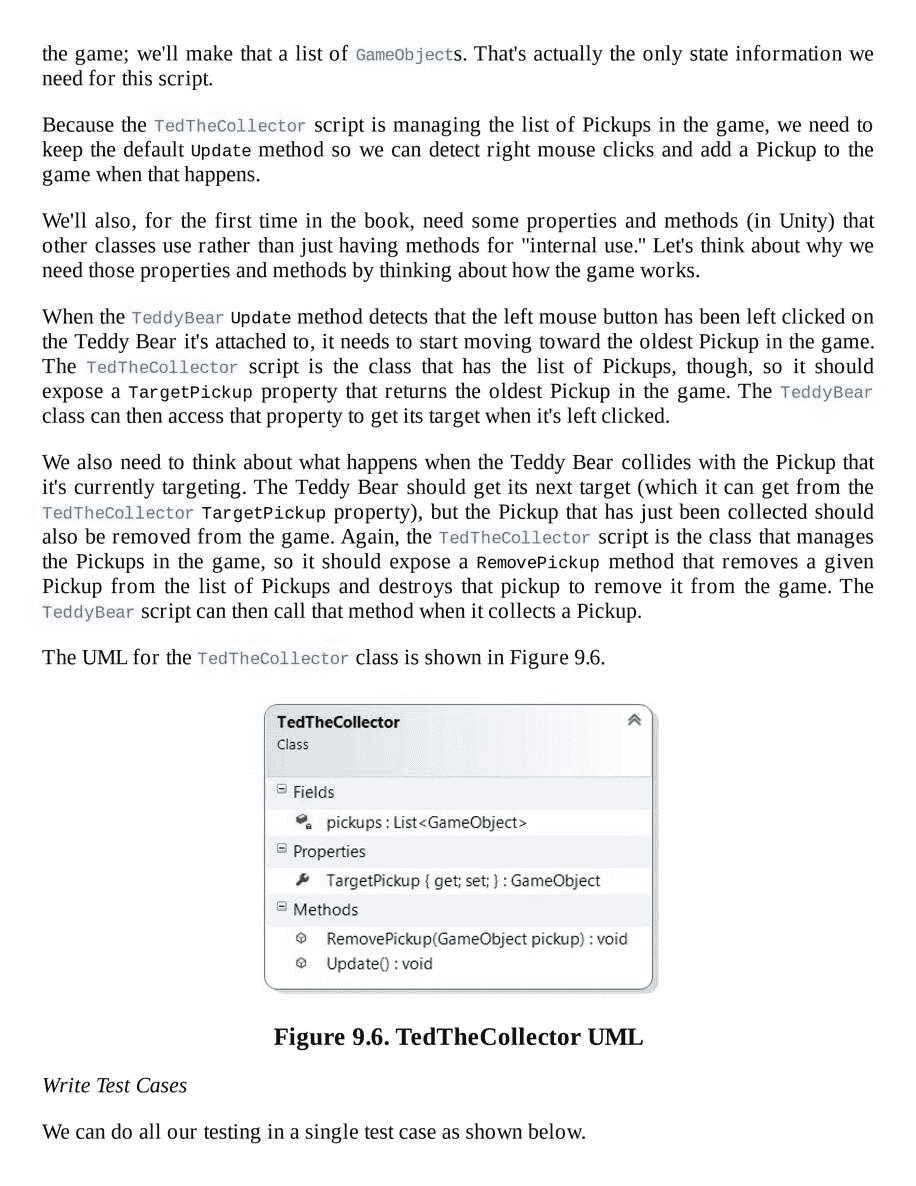 the game; we'll make that a list of GameObjects. That's actually the only state information we
need for this script.
Because the TedTheCollector script is managing the list of Pickups in the game, we need to
keep the default Update method so we can detect right mouse clicks and add a Pickup to the
game when that happens.
We'll also, for the first time in the book, need some properties and methods (in Unity) that
other classes use rather than just having methods for "internal use." Let's think about why we
need those properties and methods by thinking about how the game works.
When the TeddyBear Update method detects that the left mouse button has been left clicked on
the Teddy Bear it's attached to, it needs to start moving toward the oldest Pickup in the game.
The TedTheCollector script is the class that has the list of Pickups, though, so it should
expose a TargetPickup property that returns the oldest Pickup in the game. The TeddyBear
class can then access that property to get its target when it's left clicked.
We also need to think about what happens when the Teddy Bear collides with the Pickup that
it's currently targeting. The Teddy Bear should get its next target (which it can get from the
TedTheCollector TargetPickup property), but the Pickup that has just been collected should
also be removed from the game. Again, the TedTheCollector script is the class that manages
the Pickups in the game, so it should expose a RemovePickup method that removes a given
Pickup from the list of Pickups and destroys that pickup to remove it from the game. The
TeddyBear script can then call that method when it collects a Pickup.
The UML for the TedTheCollector class is shown in Figure 9.6.
TedTheCollector
Class
Fields
pickups : List<GameObject>
Properties
TargetPickup { get; set; } : GameObject
Methods
RemovePickup(GameObject pickup) : void
Update() : void
Figure 9.6. TedTheCollector UML
Write Test Cases
We can do all our testing in a single test case as shown below.